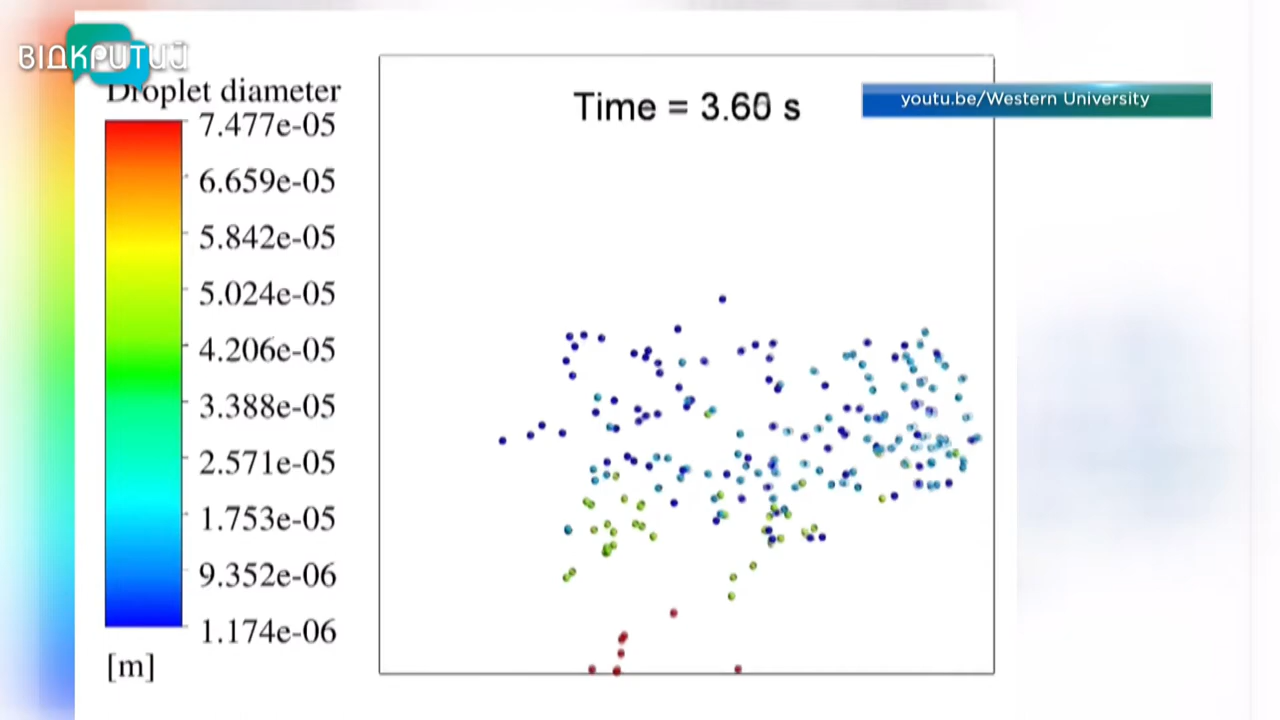 ВІДКРИТИЙ
Droplet diameter
7.477e-05
6.659e-05
5.842e-05
5.024e-05
4.206e-05
3.388e-05
2.571e-05
1.753e-05
9.352e-06
1.174e-06
[m]
Time = 3.60 s
youtu.be/Western University